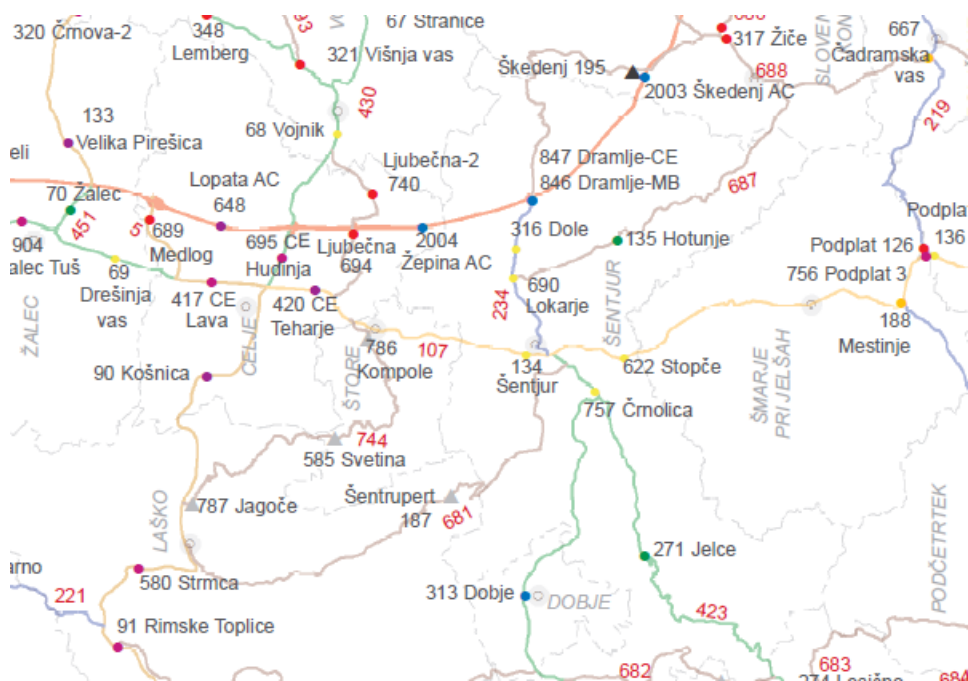 320 Črnova-2
348
Lemberg
67 Stranice
321 Višnja vas
317 Žiče
667
Čadramska
vas
Škedenj 195
688
2003 Škedenj AC
430
219
133
Velika Pirešica
68 Vojnik
Ljubečna-2
740
847 Dramlje-CE
846 Dramlje-MB
687
eli
70 Žalec
Lopata AC
648
451
5
689
Medlog
695 CE
Hudinja
Ljubečna
694
2004
Žepina AC
316 Dole
135 Hotunje
Podplat
Podplat 126
136
904
alec Tuš
69
Drešinja
vas
417 CE
Lava
420 CE
Teharje
690
Lokarje
234
756 Podplat 3
188
Mestinje
ŽALEC
CELJE
ŠTORE
ŠENTJUR
ŠMARJE
PRI JELŠAH
786
Kompole
107
134
Šentjur
622 Stopče
90 Košnica
757 Črnolica
744
585 Svetina
787 Jagoče
Šentrupert
187
681
LAŠKO
271 Jelce
PODČETRTEK
arno
580 Strmca
221
313 Dobje
DOBJE
423
91 Rimske Toplice
682
683
684